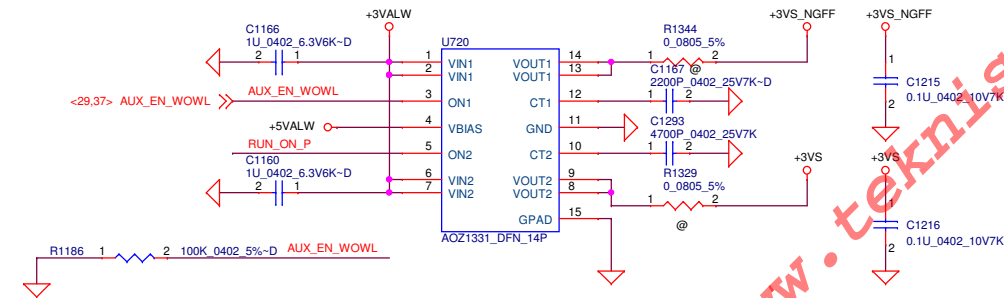 +3VALW
C1166
1U_0402_6.3V6K~D
2 1
<29,37> AUX_EN_WOWL
AUX_EN_WOWL
+5VALW
RUN_ON_P
C1160
1U_0402_6.3V6K~D
2 1
R1186 1 2 100K_0402_5%~D AUX_EN_WOWL
U720
1 VIN1 VOUT1 14
2 VIN1 VOUT1 13
3 ON1 CT1 12
4 VBIAS GND 11
5 ON2 CT2 10
6 VIN2 VOUT2 9
7 VIN2 VOUT2 8
GPAD 15
AOZ1331_DFN_14P
R1344
0_0805_5%
1 2
@
C1167
2200P_0402_25V7K~D
1 2
C1293
4700P_0402_25V7K
1 2
R1329
0_0805_5%
1 2
@
+3VS_NGFF
+3VS
+3VS_NGFF
1
C1215
0.1U_0402_10V7K
2
+3VS
1
C1216
0.1U_0402_10V7K
2
www.teknis